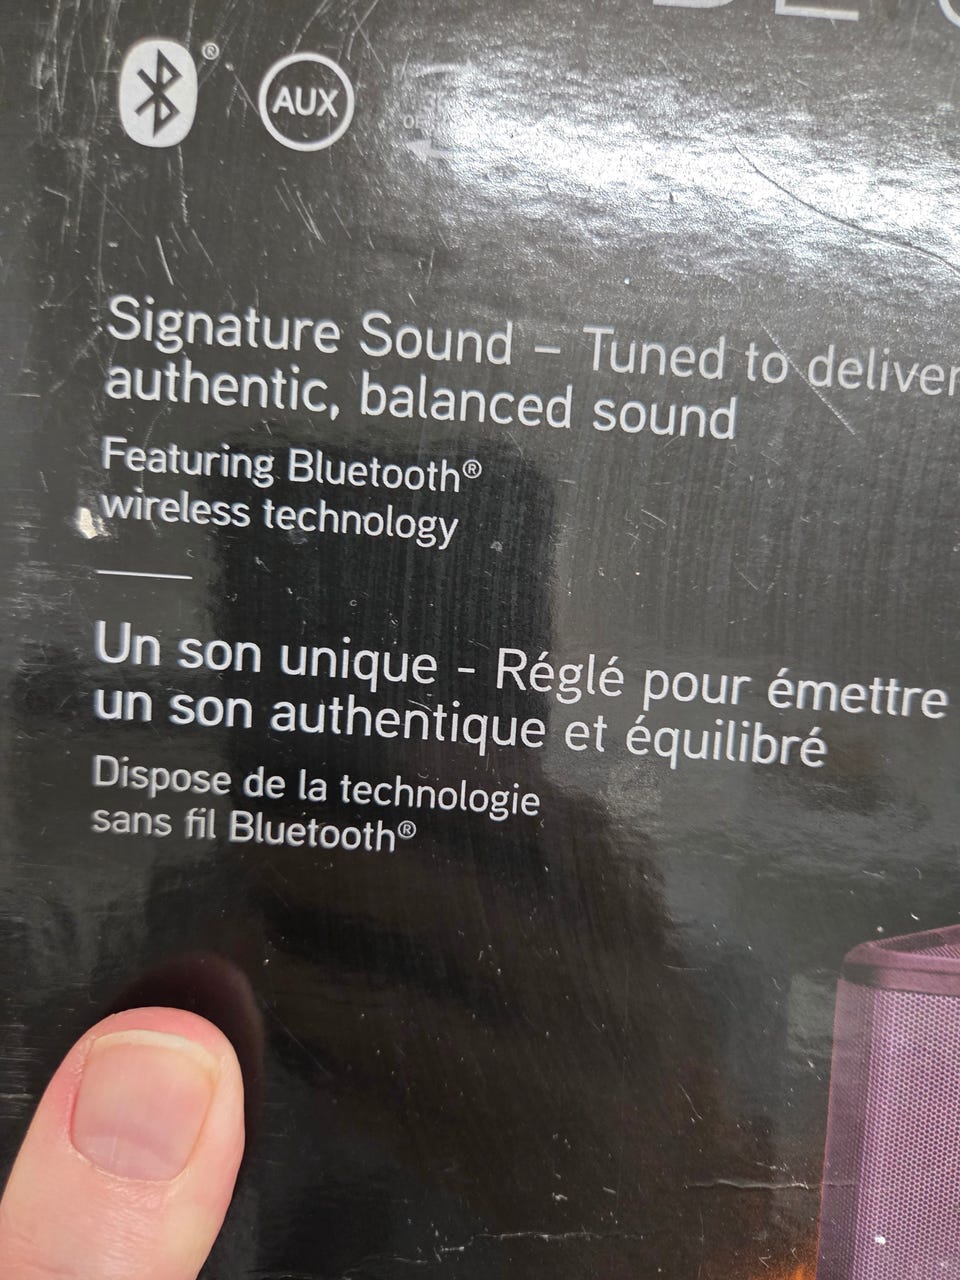 ®
AUX
Signature Sound – Tuned to deliver
authentic, balanced sound
Featuring Bluetooth®
wireless technology
Un son unique - Réglé pour émettre
un son authentique et équilibré
Dispose de la technologie
sans fil Bluetooth®